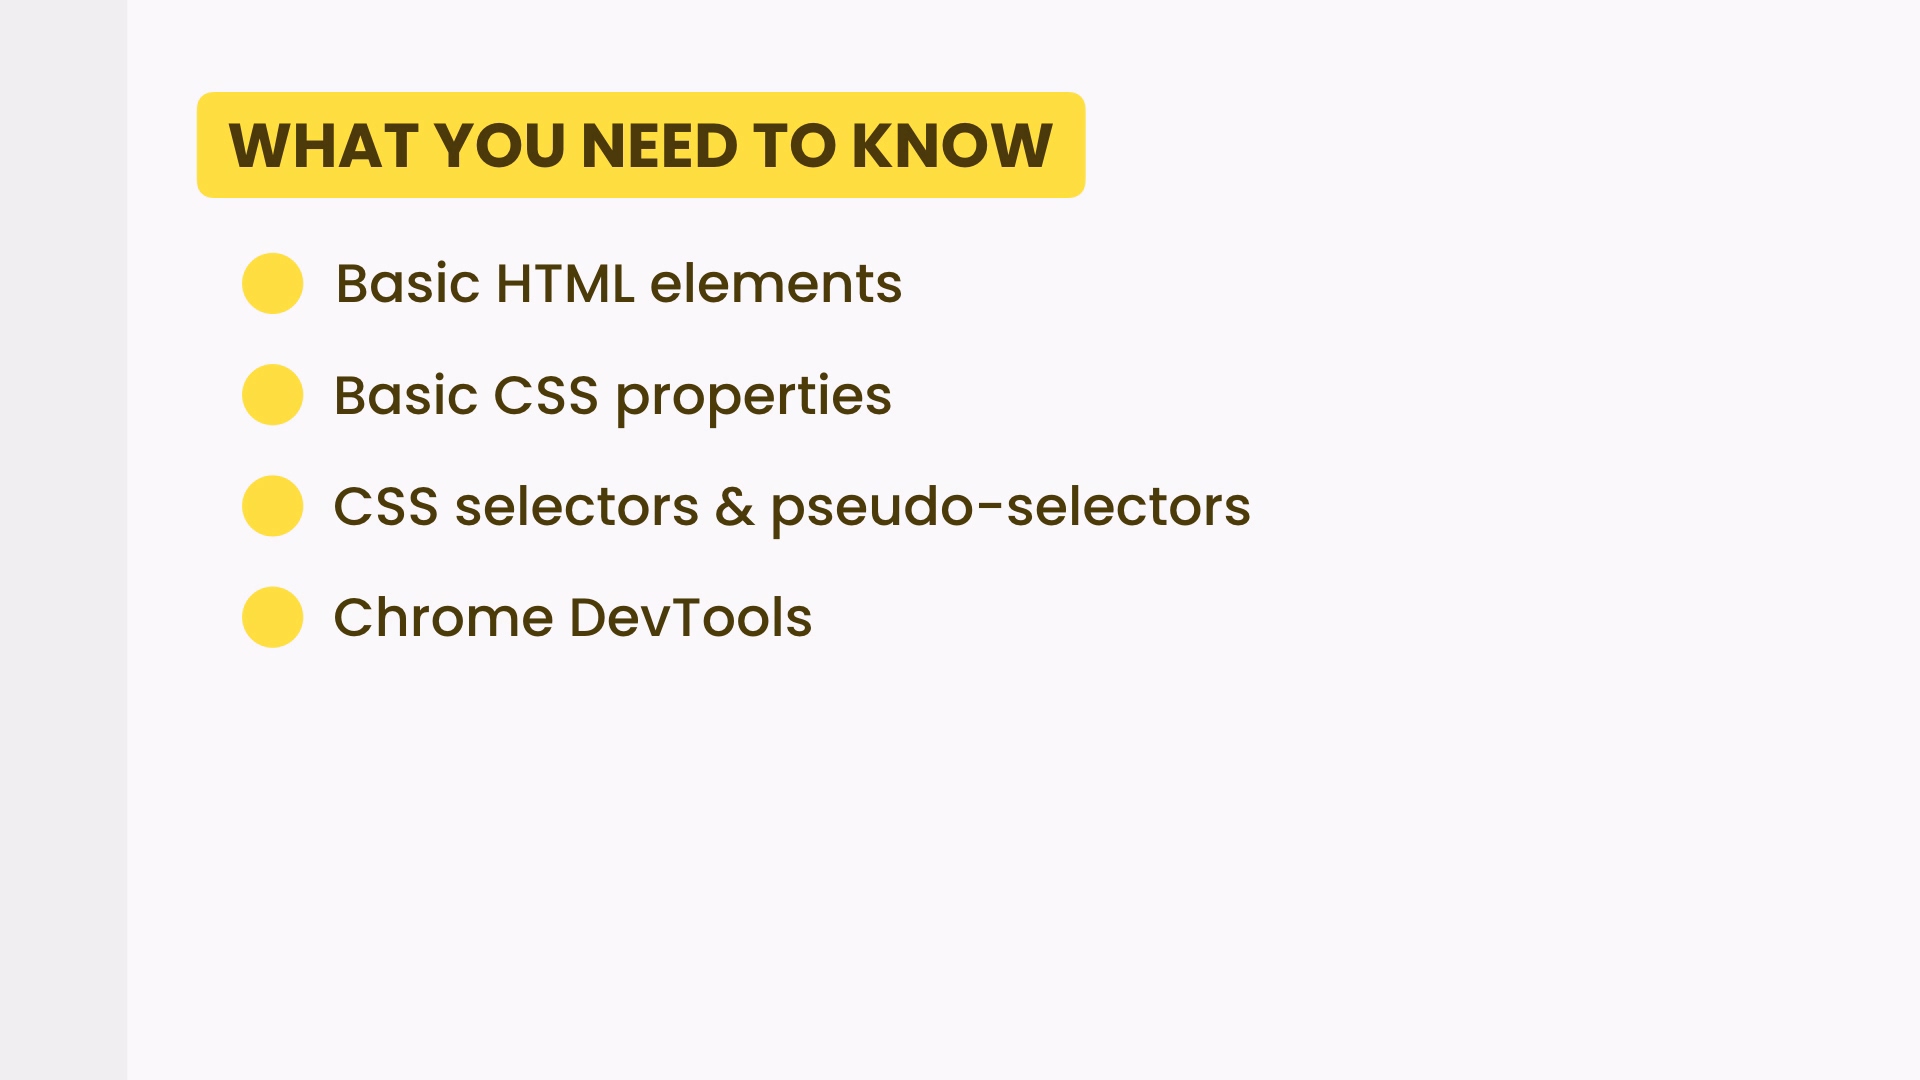 WHAT YOU NEED TO KNOW
Basic HTML elements
Basic CSS properties
CSS selectors & pseudo-selectors
Chrome DevTools